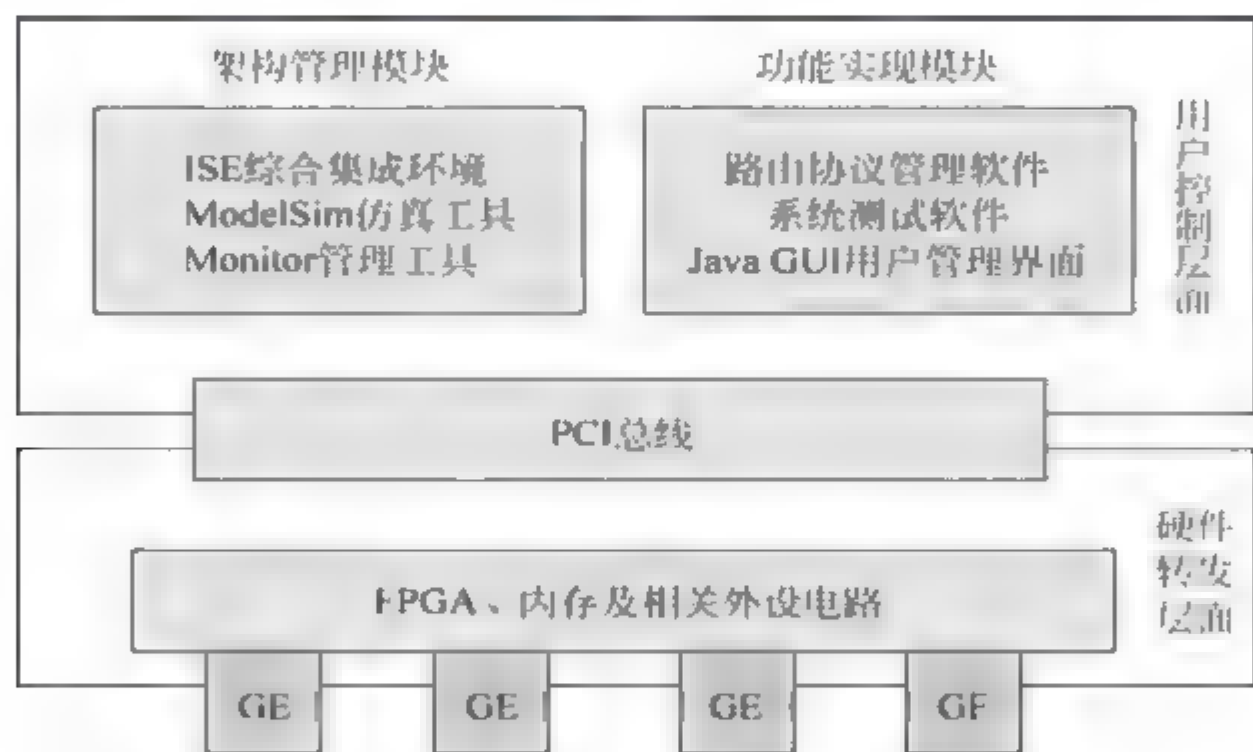 架构管理模块
功能实现模块
ISE综合集成环境
ModelSim仿真工具
Monitor管理工具
路由协议管理软件
系统测试软件
Java GUI用户管理界面
用户控制层面
PCI总线
硬件
转发
层面
FPGA、内存及相关外设电路
GE
GE
GE
GE